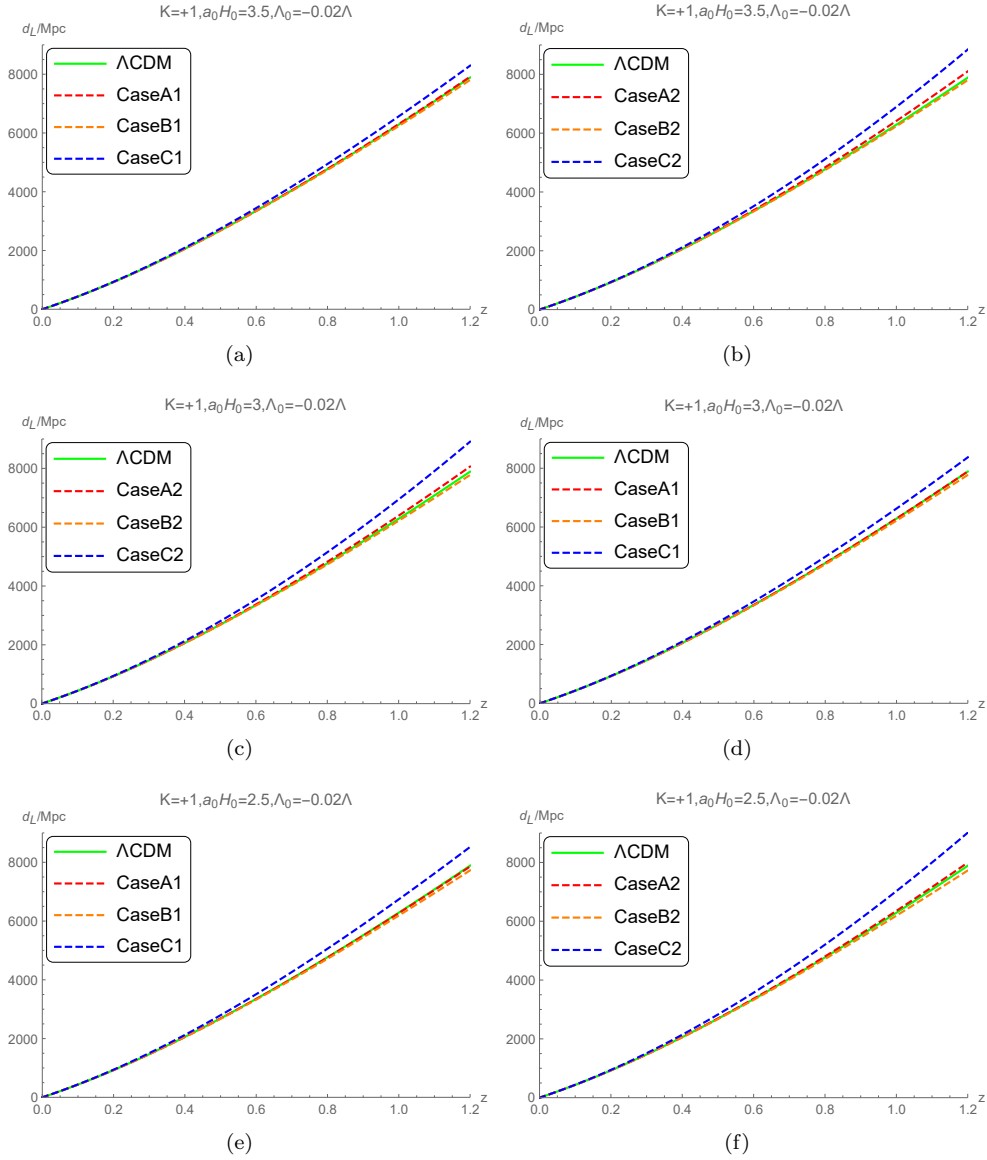 K=+1,a₀H₀=3.5,Λ₀=−0.02Λ
d_L/Mpc
ΛCDM
CaseA1
CaseB1
CaseC1
8000
6000
4000
2000
0
0.0 0.2 0.4 0.6 0.8 1.0 1.2 z
(a)
K=+1,a₀H₀=3.5,Λ₀=−0.02Λ
d_L/Mpc
ΛCDM
CaseA2
CaseB2
CaseC2
8000
6000
4000
2000
0
0.0 0.2 0.4 0.6 0.8 1.0 1.2 z
(b)
K=+1,a₀H₀=3,Λ₀=−0.02Λ
d_L/Mpc
ΛCDM
CaseA2
CaseB2
CaseC2
8000
6000
4000
2000
0
0.0 0.2 0.4 0.6 0.8 1.0 1.2 z
(c)
K=+1,a₀H₀=3,Λ₀=−0.02Λ
d_L/Mpc
ΛCDM
CaseA1
CaseB1
CaseC1
8000
6000
4000
2000
0
0.0 0.2 0.4 0.6 0.8 1.0 1.2 z
(d)
K=+1,a₀H₀=2.5,Λ₀=−0.02Λ
d_L/Mpc
ΛCDM
CaseA1
CaseB1
CaseC1
8000
6000
4000
2000
0
0.0 0.2 0.4 0.6 0.8 1.0 1.2 z
(e)
K=+1,a₀H₀=2.5,Λ₀=−0.02Λ
d_L/Mpc
ΛCDM
CaseA2
CaseB2
CaseC2
8000
6000
4000
2000
0
0.0 0.2 0.4 0.6 0.8 1.0 1.2 z
(f)